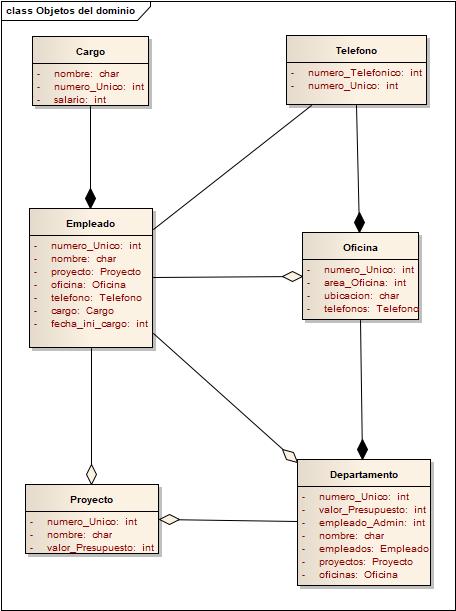 class Objetos del dominio
Cargo
- nombre: char
- numero_Unico: int
- salario: int
Telefono
- numero_Telefonico: int
- numero_Unico: int
Empleado
- numero_Unico: int
- nombre: char
- proyecto: Proyecto
- oficina: Oficina
- telefono: Telefono
- cargo: Cargo
- fecha_ini_cargo: int
Oficina
- numero_Unico: int
- area_Oficina: int
- ubicacion: char
- telefonos: Telefono
Proyecto
- numero_Unico: int
- nombre: char
- valor_Presupuesto: int
Departamento
- numero_Unico: int
- valor_Presupuesto: int
- empleado_Admin: int
- nombre: char
- empleados: Empleado
- proyectos: Proyecto
- oficinas: Oficina